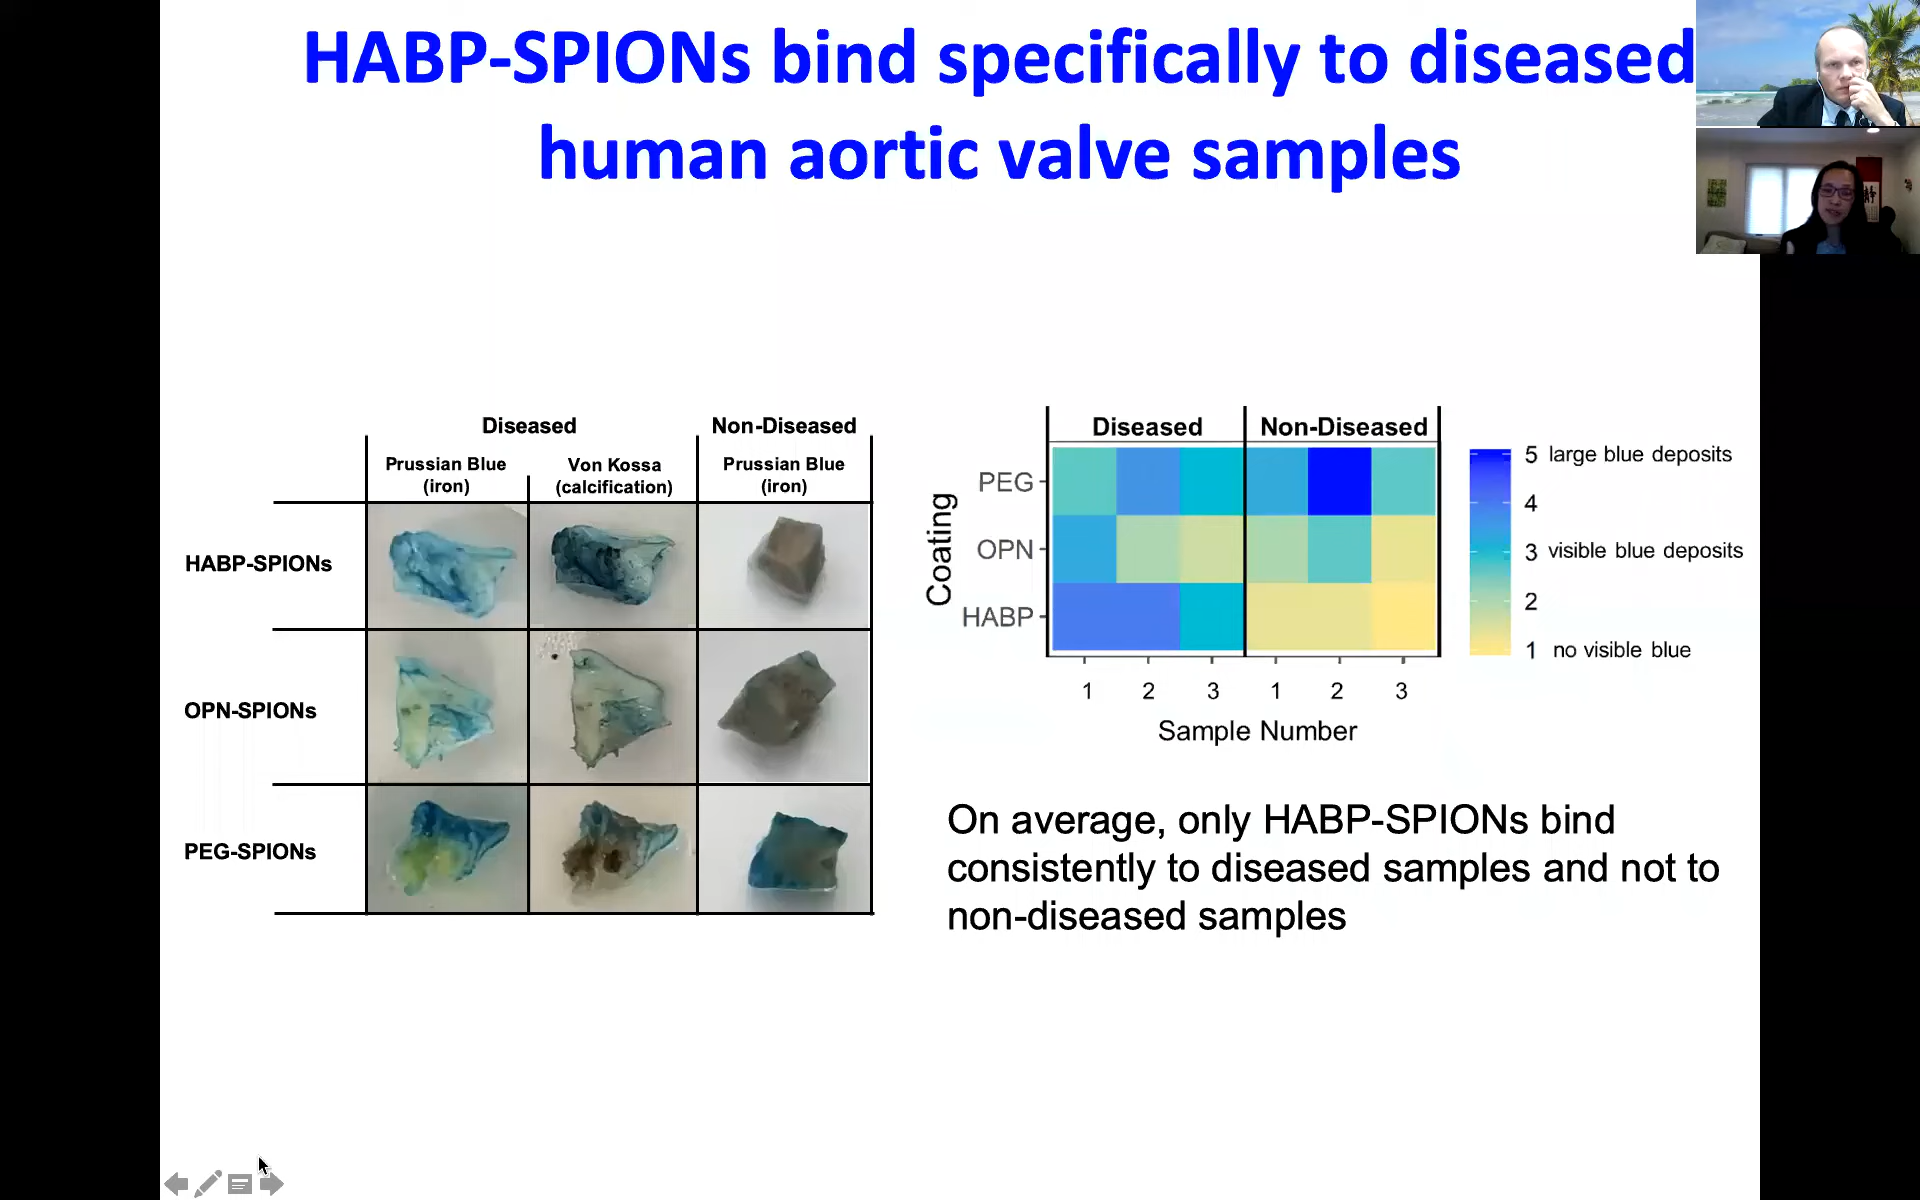 HABP-SPIONs bind specifically to diseased
human aortic valve samples
Diseased
Non-Diseased
Prussian Blue
(iron)
Von Kossa
(calcification)
Prussian Blue
(iron)
HABP-SPIONs
OPN-SPIONs
PEG-SPIONs
Diseased
Non-Diseased
Coating
PEG
OPN
HABP
1 2 3 1 2 3
Sample Number
5 large blue deposits
4
3 visible blue deposits
2
1 no visible blue
On average, only HABP-SPIONs bind
consistently to diseased samples and not to
non-diseased samples